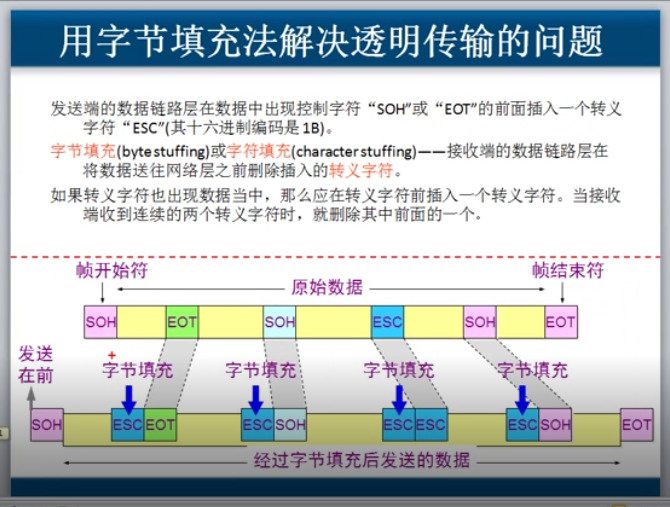 用字节填充法解决透明传输的问题
发送端的数据链路层在数据中出现控制字符“SOH”或“EOT”的前面插入一个转义
字符“ESC”(其十六进制编码是 1B)。
字节填充(byte stuffing)或字符填充(character stuffing)——接收端的数据链路层在
将数据送往网络层之前删除插入的转义字符。
如果转义字符也出现数据当中，那么应在转义字符前插入一个转义字符。当接收
端收到连续的两个转义字符时，就删除其中前面的一个。
帧开始符 原始数据 帧结束符
SOH EOT SOH ESC SOH EOT
发送
在前
字节填充 字节填充 字节填充 字节填充
SOH ESC EOT ESC SOH ESC ESC ESC SOH EOT
经过字节填充后发送的数据